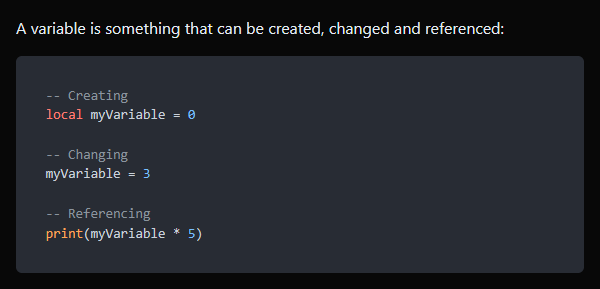 A variable is something that can be created, changed and referenced:
-- Creating
local myVariable = 0
-- Changing
myVariable = 3
-- Referencing
print(myVariable * 5)